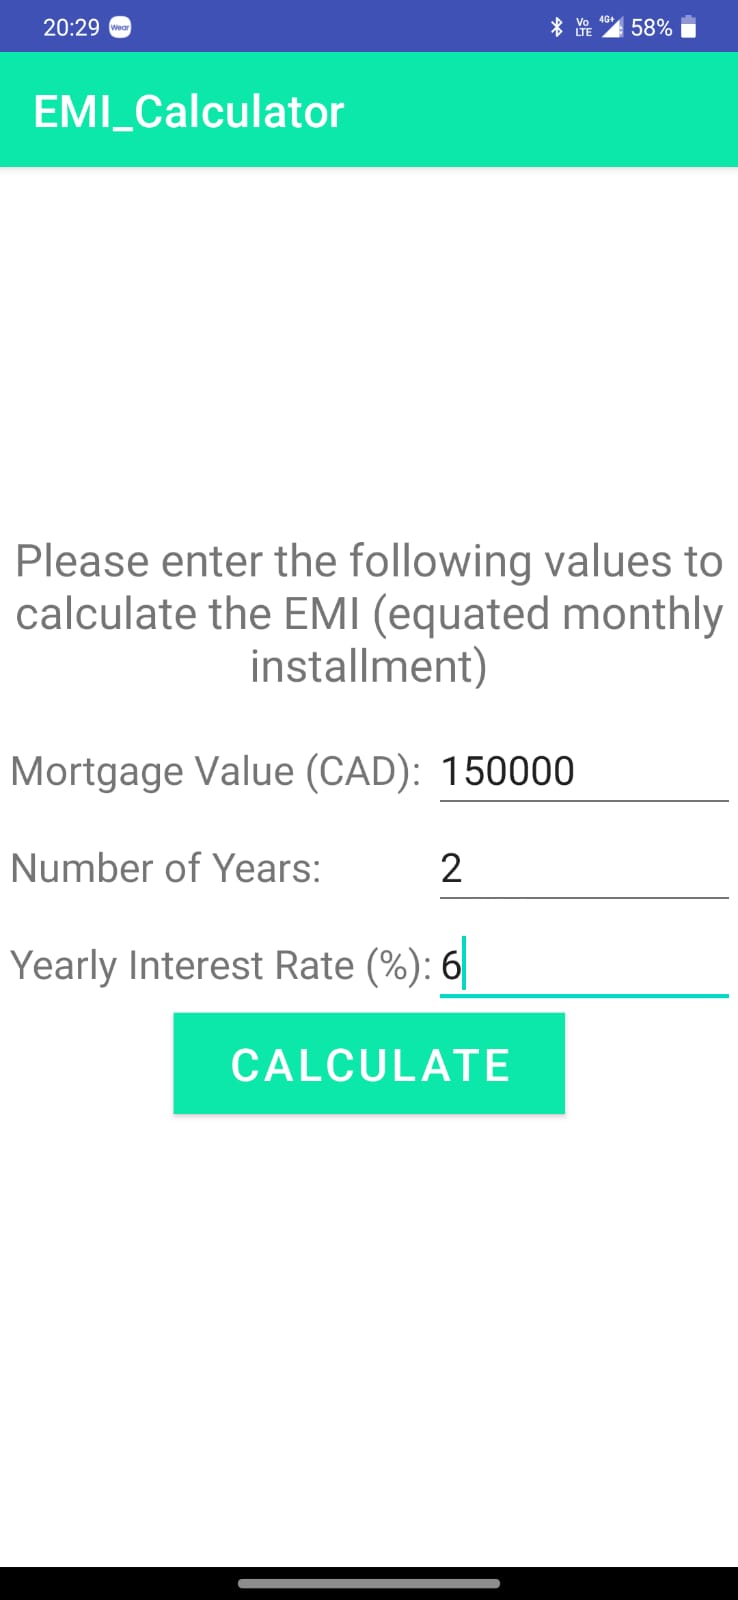 20:29 Wear Vo LTE 4G+ 58%
EMI_Calculator
Please enter the following values to
calculate the EMI (equated monthly
installment)
Mortgage Value (CAD): 150000
Number of Years: 2
Yearly Interest Rate (%): 6
CALCULATE